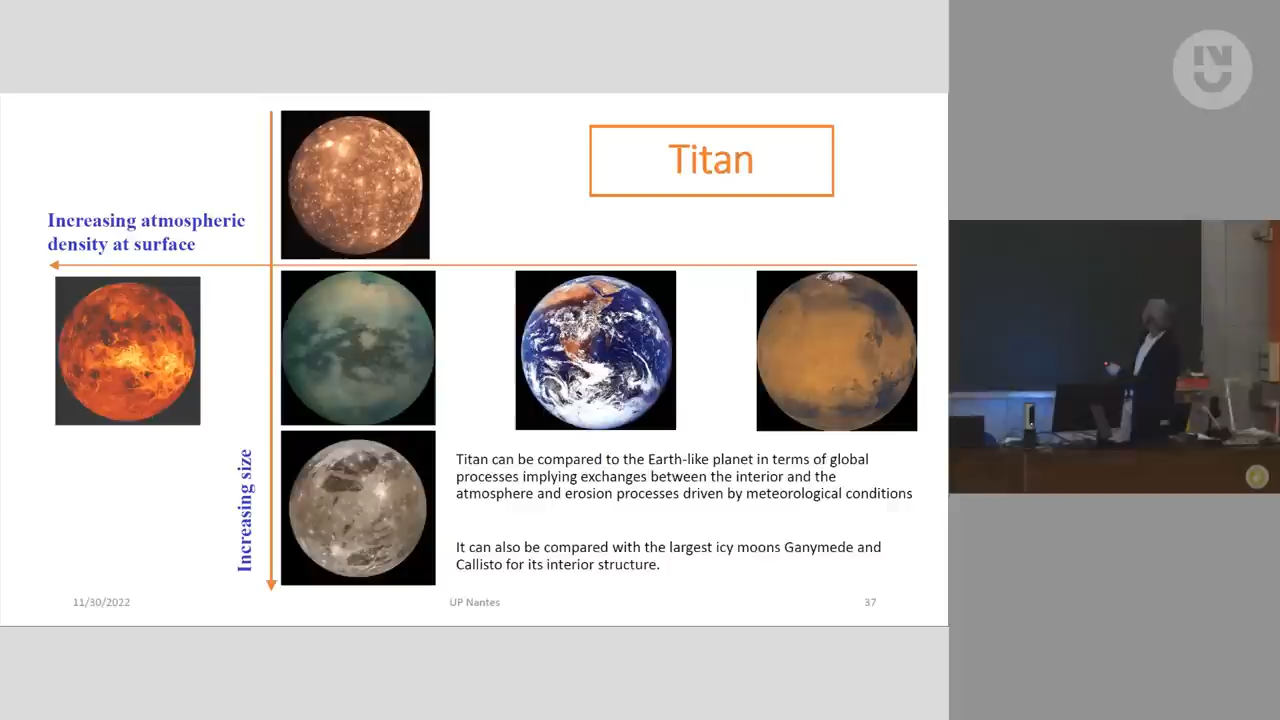 Titan
Increasing atmospheric
density at surface
Increasing size
Titan can be compared to the Earth-like planet in terms of global
processes implying exchanges between the interior and the
atmosphere and erosion processes driven by meteorological conditions
It can also be compared with the largest icy moons Ganymede and
Callisto for its interior structure.
11/30/2022
UP Nantes
37